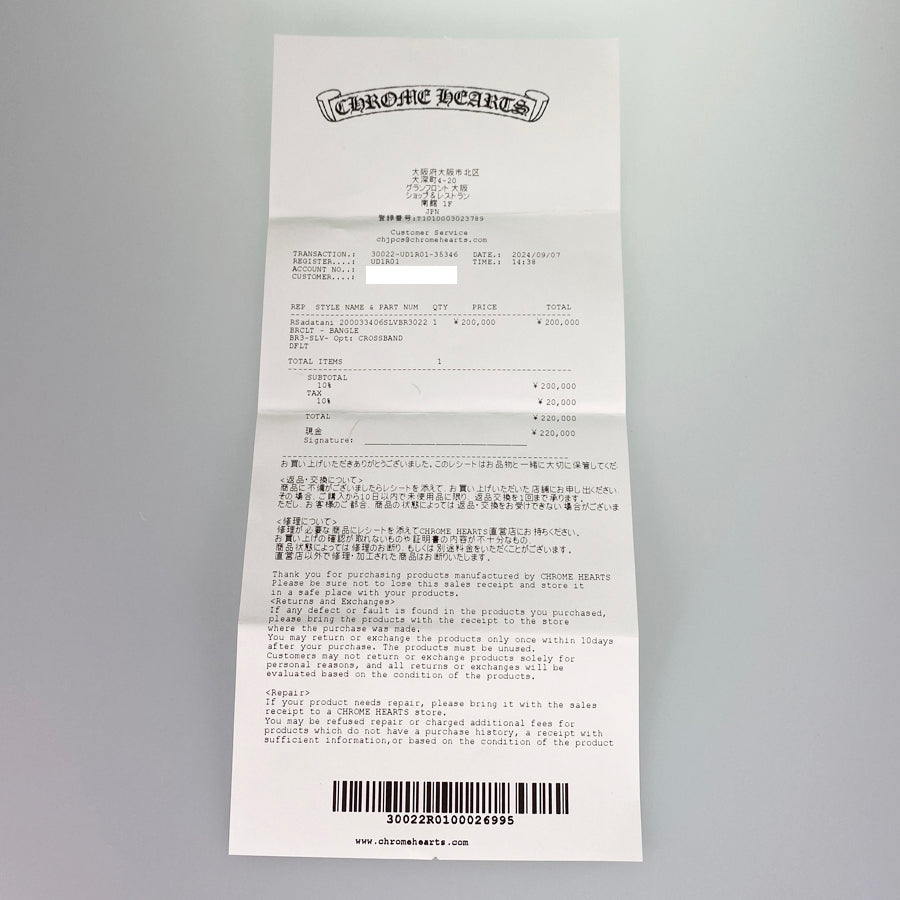 CHROME HEARTS
大阪府大阪市北区
大深町4-20
グランフロント大阪
ショップ&レストラン
南館 1F
JPN
登録番号:T1010003023789
Customer Service
chjpcs@chromehearts.com
TRANSACTION.: 30022-UD1R01-35346 DATE.: 2024/09/07
REGISTER....: UD1R01 TIME.: 14:38
ACCOUNT NO..:
CUSTOMER....:
REP STYLE NAME & PART NUM QTY PRICE TOTAL
RSadatani 200033406SLVBR3022 1 ¥200,000 ¥200,000
BRCLT - BANGLE
BR3-SLV- Opt: CROSSBAND
DFLT
TOTAL ITEMS 1
SUBTOTAL
10% ¥200,000
TAX
10% ¥20,000
TOTAL ¥220,000
現金 ¥220,000
Signature:
お買い上げいただきありがとうございました。このレシートはお品物と一緒に大切に保管してくだ
<返品・交換について>
商品に不備がございましたらレシートを添えて、お買い上げいただいた店舗にお申し出ください。
その場合、ご購入から10日以内で未使用品に限り、返品交換を1回まで承ります。
ただし、お客様のご都合、商品の状態によっては返品・交換をお受けできない場合がございま
<修理について>
修理が必要な商品にレシートを添えてCHROME HEARTS直営店にお持ちください。
お買い上げの確認が取れないものや証明書の内容が不十分なもの、
商品状態によっては修理のお断り、もしくは別途料金をいただくことがございます。
直営店以外で修理・加工された商品はお断りいたします。
Thank you for purchasing products manufactured by CHROME HEARTS
Please be sure not to lose this sales receipt and store it
in a safe place with your products.
<Returns and Exchanges>
If any defect or fault is found in the products you purchased,
please bring the products with the receipt to the store
where the purchase was made.
You may return or exchange the products only once within 10days
after your purchase. The products must be unused.
Customers may not return or exchange products solely for
personal reasons, and all returns or exchanges will be
evaluated based on the condition of the products.
<Repair>
If your product needs repair, please bring it with the sales
receipt to a CHROME HEARTS store.
You may be refused repair or charged additional fees for
products which do not have a purchase history, a receipt with
sufficient information,or based on the condition of the product
30022R0100026995
www.chromehearts.com